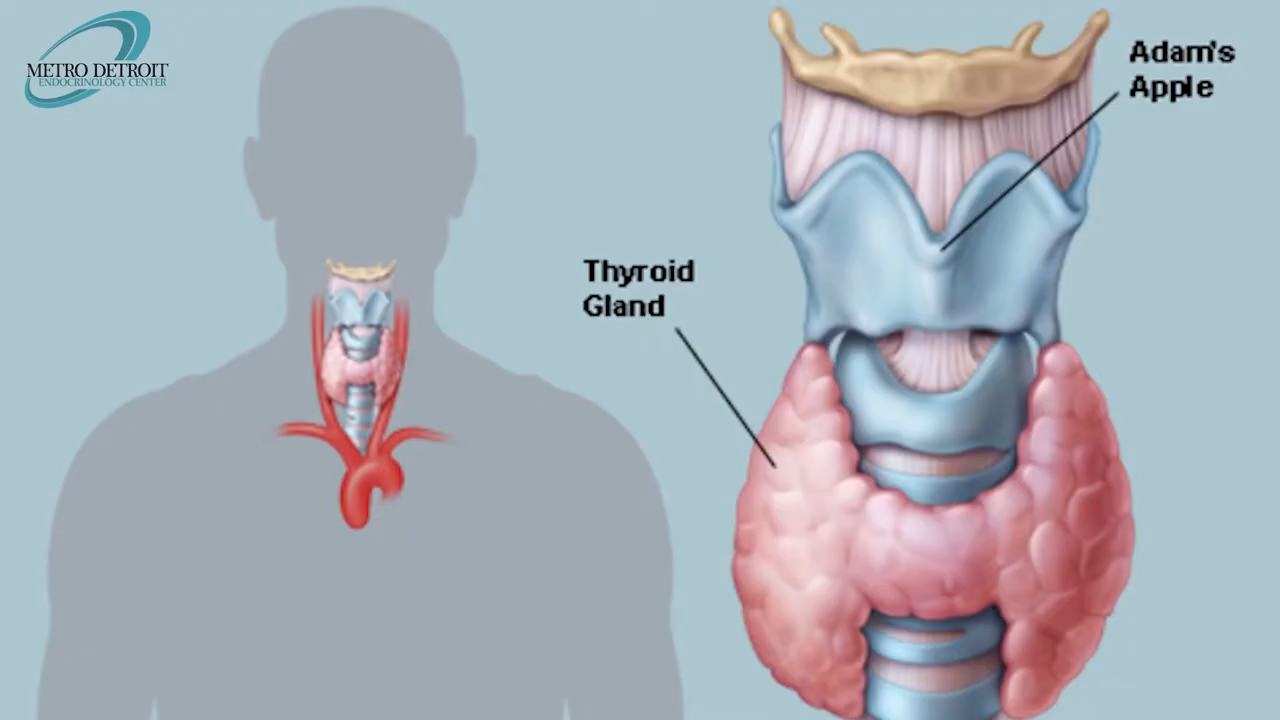 METRO DETROIT
ENDOCRINOLOGY CENTER
Adam's
Apple
Thyroid
Gland